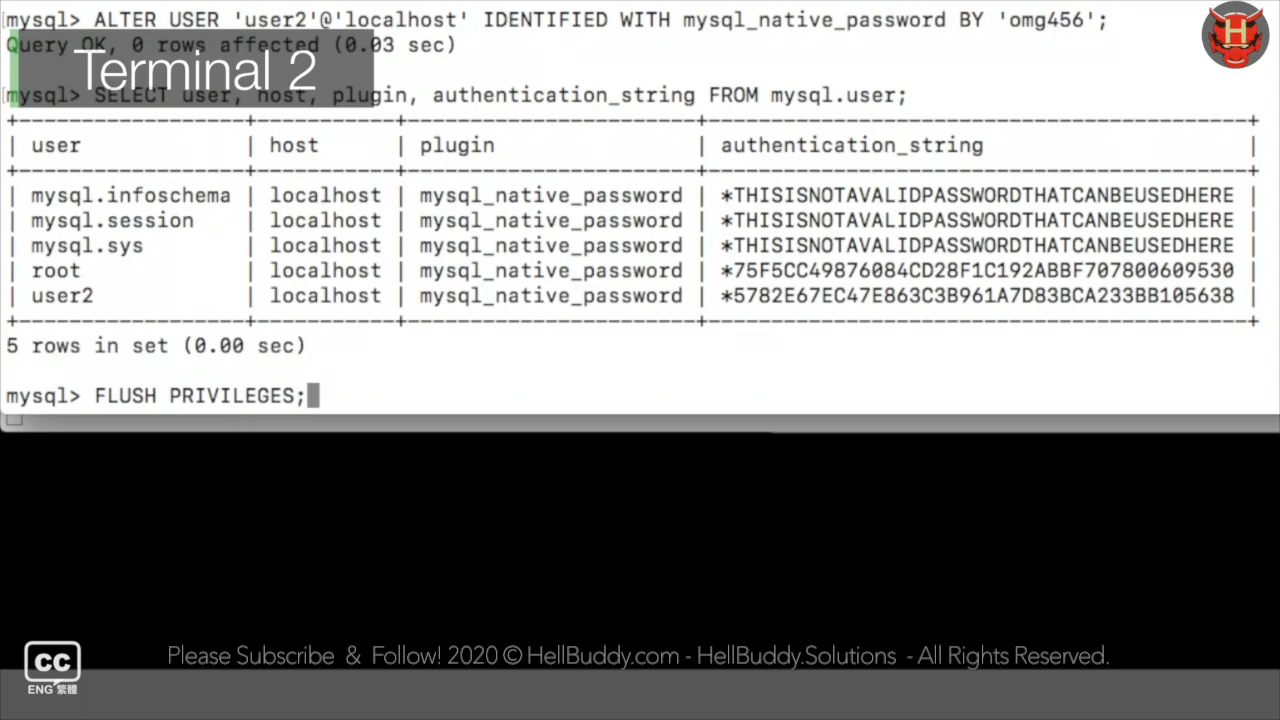 mysql> ALTER USER 'user2'@'localhost' IDENTIFIED WITH mysql_native_password BY 'omg456';
Query OK, 0 rows affected (0.03 sec)
Terminal 2
mysql> SELECT user, host, plugin, authentication_string FROM mysql.user;
+-------------------+-----------+-----------------------+-------------------------------------------+
| user | host | plugin | authentication_string |
+-------------------+-----------+-----------------------+-------------------------------------------+
| mysql.infoschema | localhost | mysql_native_password | *THISISNOTAVALIDPASSWORDTHATCANBEUSEDHERE |
| mysql.session | localhost | mysql_native_password | *THISISNOTAVALIDPASSWORDTHATCANBEUSEDHERE |
| mysql.sys | localhost | mysql_native_password | *THISISNOTAVALIDPASSWORDTHATCANBEUSEDHERE |
| root | localhost | mysql_native_password | *75F5CC49876084CD28F1C192ABBF707800609530 |
| user2 | localhost | mysql_native_password | *5782E67EC47E863C3B961A7D83BCA233BB105638 |
+-------------------+-----------+-----------------------+-------------------------------------------+
5 rows in set (0.00 sec)
mysql> FLUSH PRIVILEGES;
H
CC
ENG 繁體
Please Subscribe & Follow! 2020 © HellBuddy.com - HellBuddy.Solutions - All Rights Reserved.